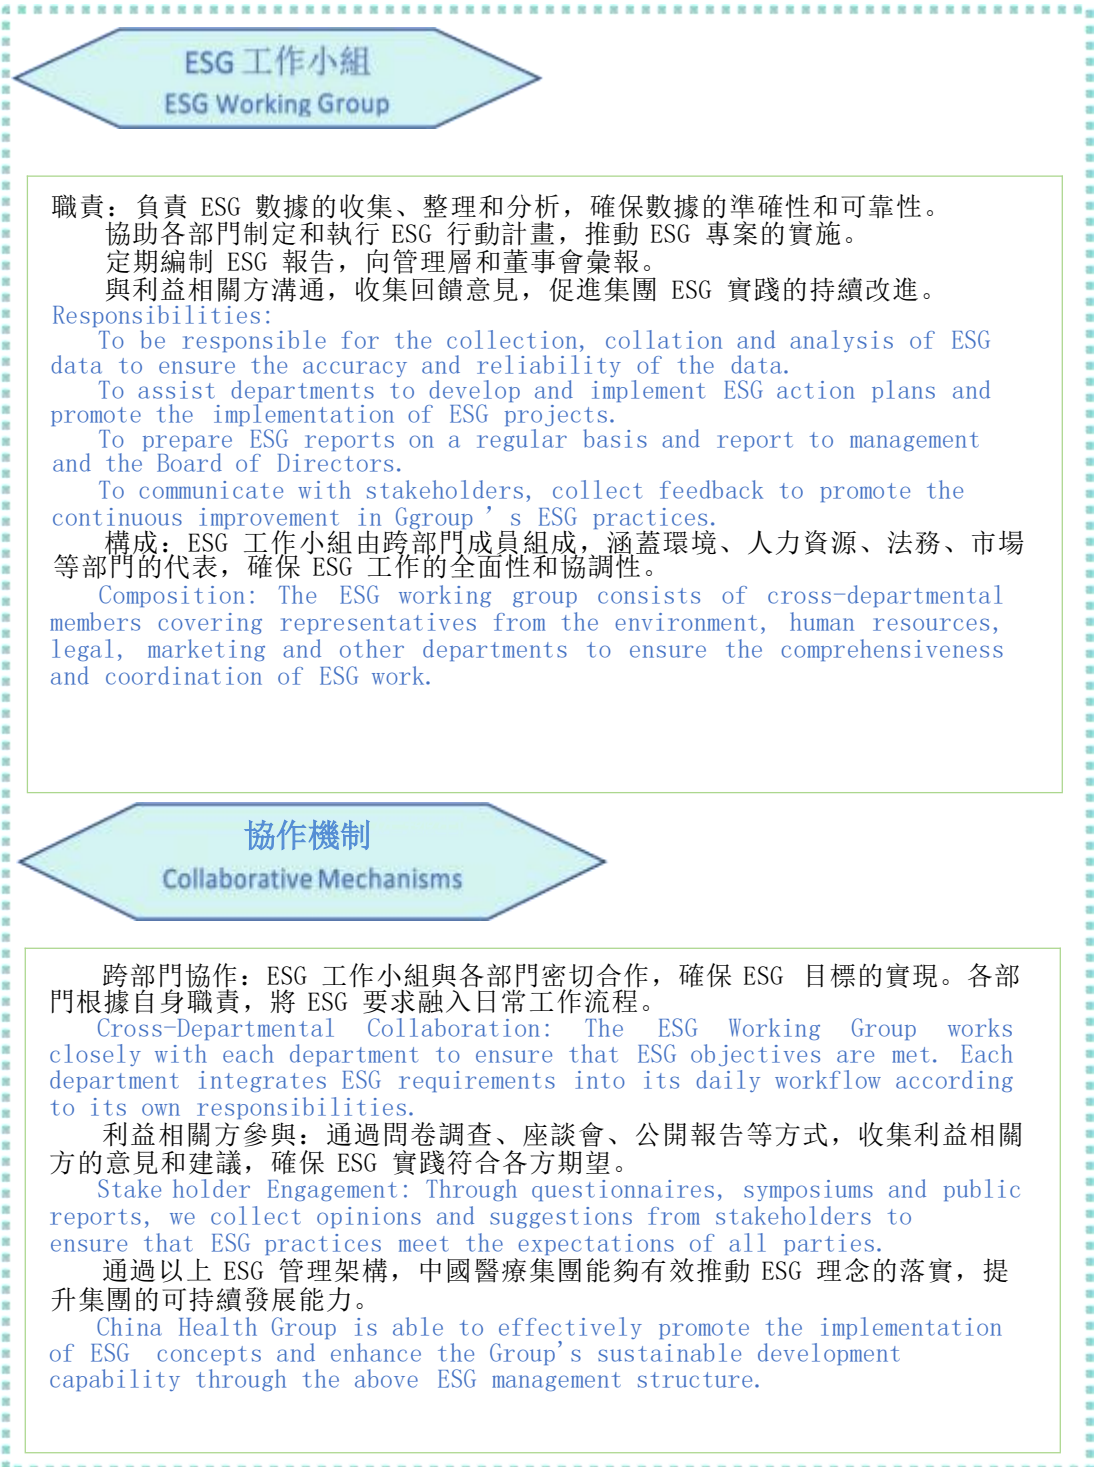 ESG 工作小組
ESG Working Group
職責：負責 ESG 數據的收集、整理和分析，確保數據的準確性和可靠性。
協助各部門制定和執行 ESG 行動計畫，推動 ESG 專案的實施。
定期編制 ESG 報告，向管理層和董事會彙報。
與利益相關方溝通，收集回饋意見，促進集團 ESG 實踐的持續改進。
Responsibilities:
To be responsible for the collection, collation and analysis of ESG
data to ensure the accuracy and reliability of the data.
To assist departments to develop and implement ESG action plans and
promote the implementation of ESG projects.
To prepare ESG reports on a regular basis and report to management
and the Board of Directors.
To communicate with stakeholders, collect feedback to promote the
continuous improvement in Ggroup ’ s ESG practices.
構成：ESG 工作小組由跨部門成員組成，涵蓋環境、人力資源、法務、市場
等部門的代表，確保 ESG 工作的全面性和協調性。
Composition: The ESG working group consists of cross-departmental
members covering representatives from the environment, human resources,
legal, marketing and other departments to ensure the comprehensiveness
and coordination of ESG work.
協作機制
Collaborative Mechanisms
跨部門協作：ESG 工作小組與各部門密切合作，確保 ESG 目標的實現。各部
門根據自身職責，將 ESG 要求融入日常工作流程。
Cross-Departmental Collaboration: The ESG Working Group works
closely with each department to ensure that ESG objectives are met. Each
department integrates ESG requirements into its daily workflow according
to its own responsibilities.
利益相關方參與：通過問卷調查、座談會、公開報告等方式，收集利益相關
方的意見和建議，確保 ESG 實踐符合各方期望。
Stake holder Engagement: Through questionnaires, symposiums and public
reports, we collect opinions and suggestions from stakeholders to
ensure that ESG practices meet the expectations of all parties.
通過以上 ESG 管理架構，中國醫療集團能夠有效推動 ESG 理念的落實，提
升集團的可持續發展能力。
China Health Group is able to effectively promote the implementation
of ESG concepts and enhance the Group's sustainable development
capability through the above ESG management structure.